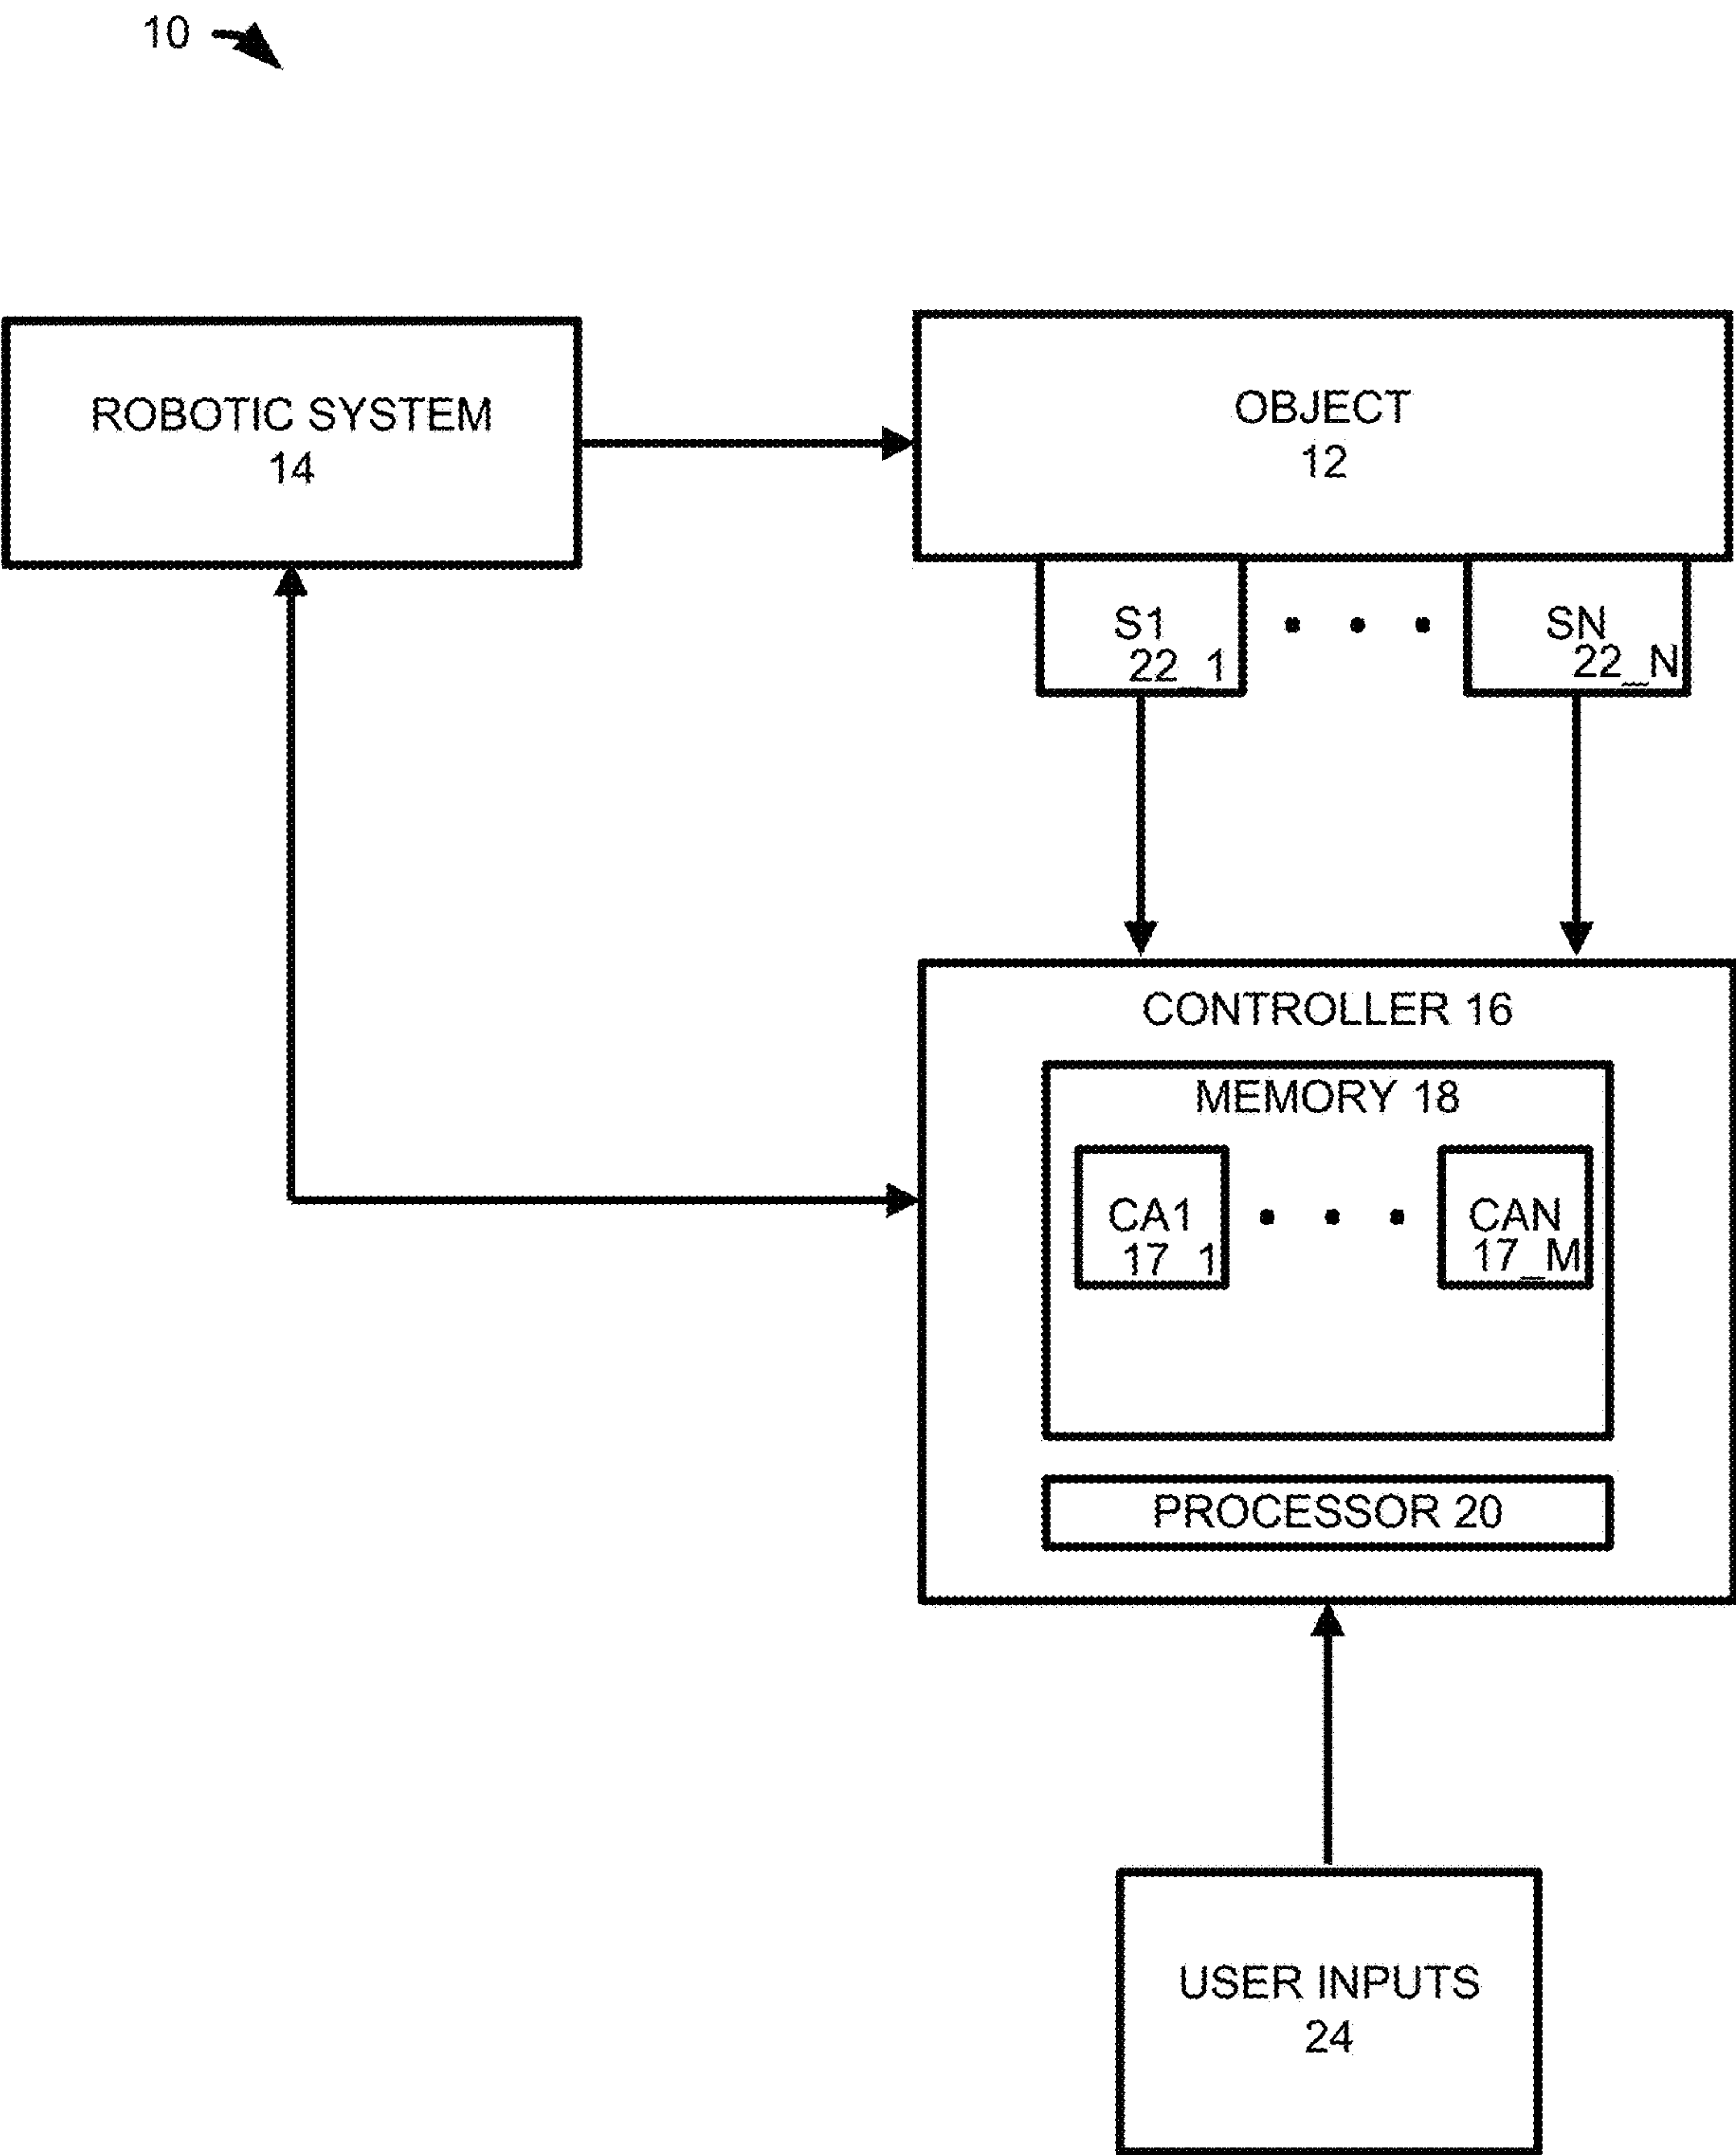 10
ROBOTIC SYSTEM
14
OBJECT
12
S1
22_1
SN
22_N
CONTROLLER 16
MEMORY 18
CA1
17_1
CAN
17_M
PROCESSOR 20
USER INPUTS
24